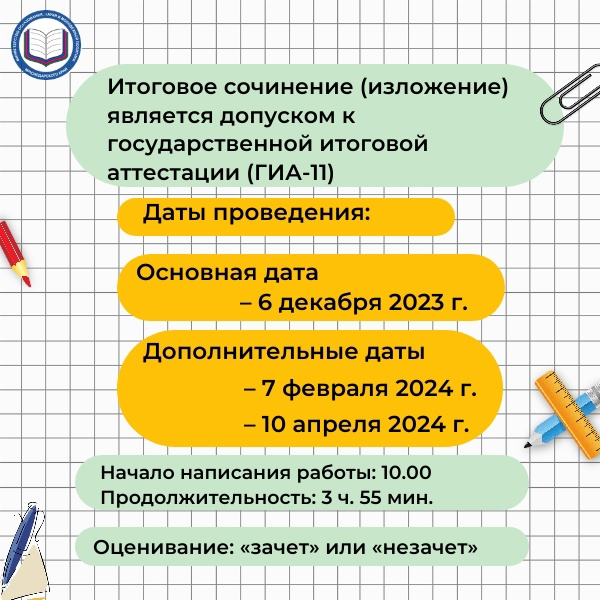 Итоговое сочинение (изложение)
является допуском к
государственной итоговой
аттестации (ГИА-11)
Даты проведения:
Основная дата
– 6 декабря 2023 г.
Дополнительные даты
– 7 февраля 2024 г.
– 10 апреля 2024 г.
Начало написания работы: 10.00
Продолжительность: 3 ч. 55 мин.
Оценивание: «зачет» или «незачет»